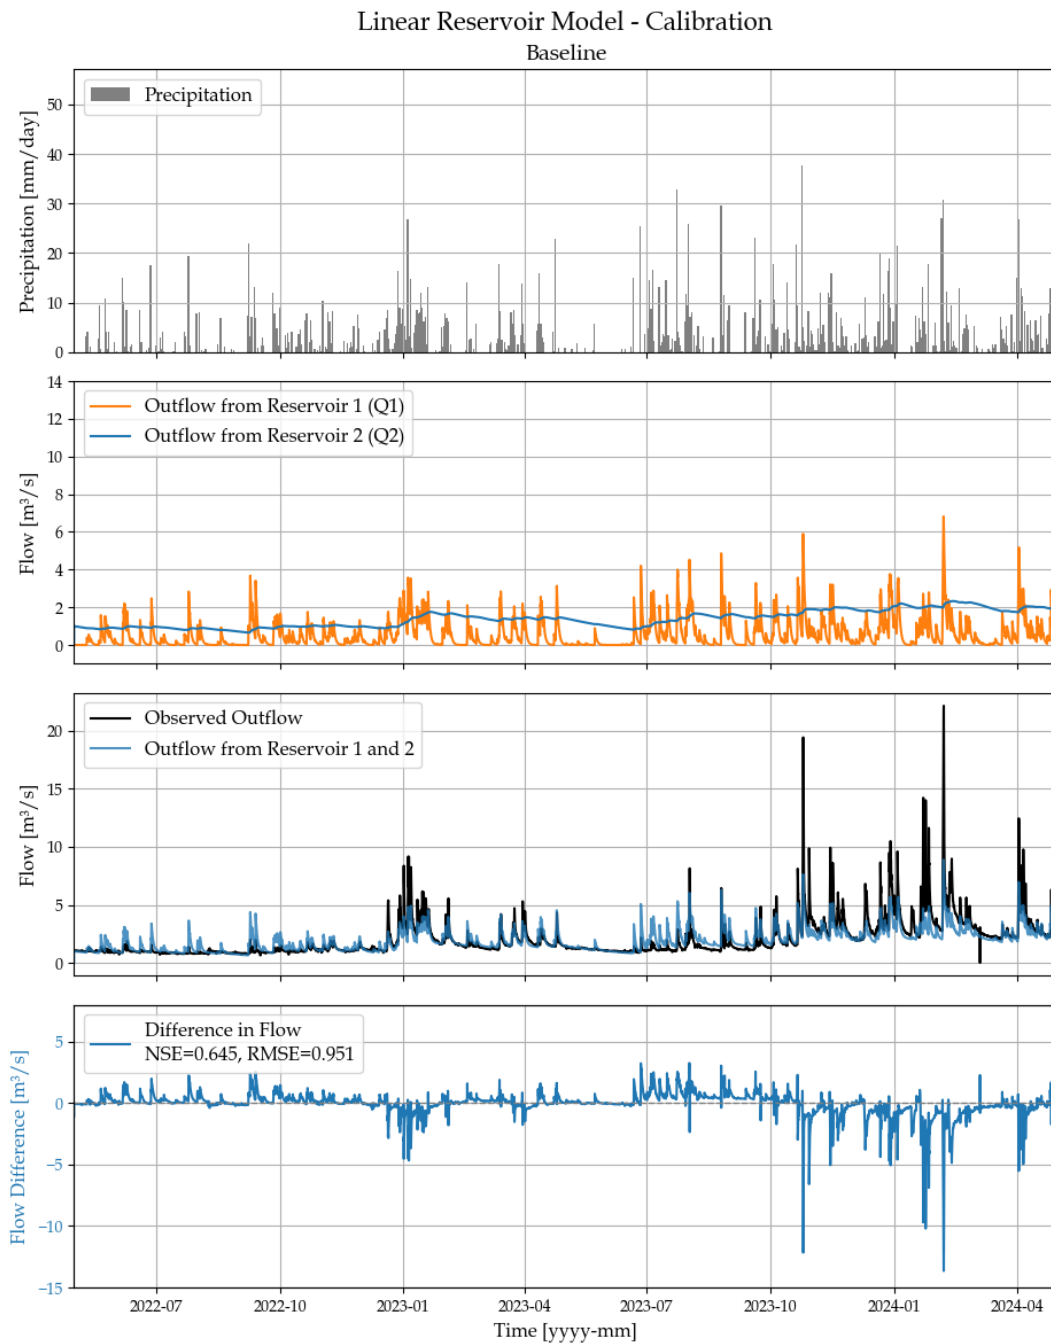 Linear Reservoir Model - Calibration
Baseline
Precipitation [mm/day]
50
40
30
20
10
0
Precipitation
Flow [m³/s]
14
12
10
8
6
4
2
0
Outflow from Reservoir 1 (Q1)
Outflow from Reservoir 2 (Q2)
Flow [m³/s]
20
15
10
5
0
Observed Outflow
Outflow from Reservoir 1 and 2
Flow Difference [m³/s]
5
0
−5
−10
−15
Difference in Flow
NSE=0.645, RMSE=0.951
2022-07 2022-10 2023-01 2023-04 2023-07 2023-10 2024-01 2024-04
Time [yyyy-mm]